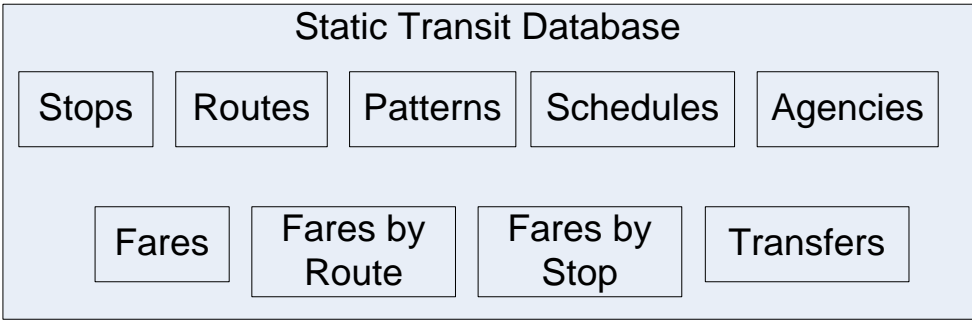 Static Transit Database
Stops
Routes
Patterns
Schedules
Agencies
Fares
Fares by
Route
Fares by
Stop
Transfers